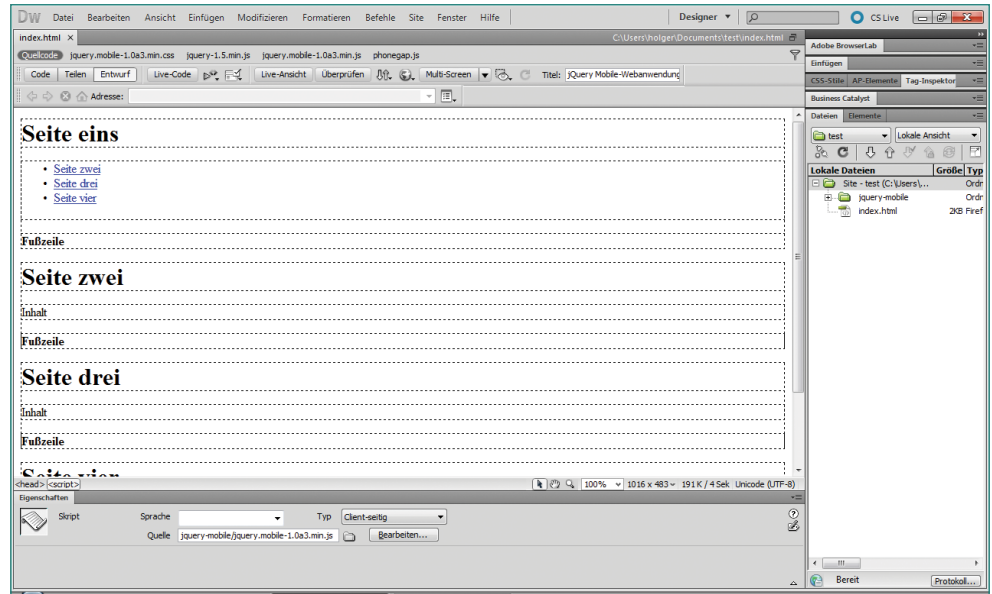 DW Datei Bearbeiten Ansicht Einfügen Modifizieren Formatieren Befehle Site Fenster Hilfe Designer CS Live
index.html × C:\Users\holger\Documents\test\index.html
Quellcode jquery.mobile-1.0a3.min.css jquery-1.5.min.js jquery.mobile-1.0a3.min.js phonegap.js
Code Teilen Entwurf Live-Code Live-Ansicht Überprüfen Multi-Screen Titel: jQuery Mobile-Webanwendung
Adresse:
Seite eins
• Seite zwei
• Seite drei
• Seite vier
Fußzeile
Seite zwei
Inhalt
Fußzeile
Seite drei
Inhalt
Fußzeile
Seite vier
<head> <script> 100% 1016 x 483 191 K / 4 Sek Unicode (UTF-8)
Eigenschaften
Skript Sprache Typ Client-seitig
Quelle jquery-mobile/jquery.mobile-1.0a3.min.js Bearbeiten...
Adobe BrowserLab
Einfügen
CSS-Stile AP-Elemente Tag-Inspektor
Business Catalyst
Dateien Elemente
test Lokale Ansicht
Lokale Dateien Größe Typ
Site - test (C:\Users\... Ordr
jquery-mobile Ordr
index.html 2KB Firef
Bereit Protokoll...